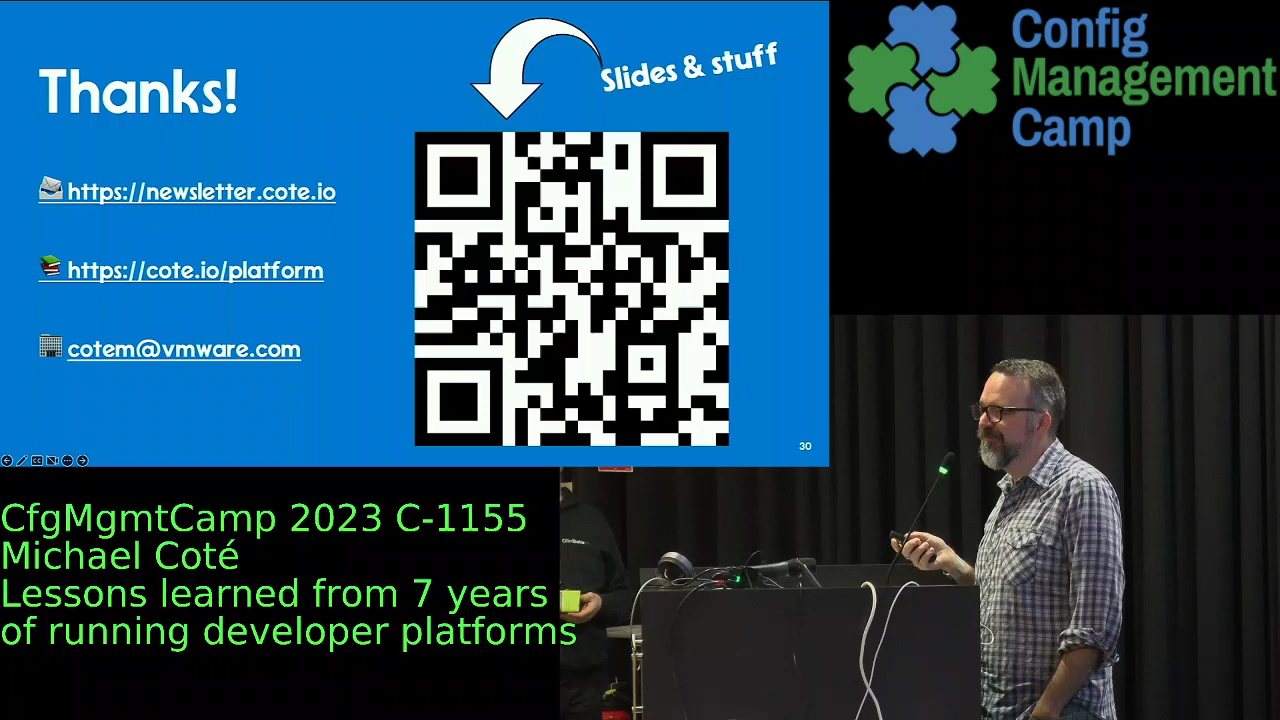 Thanks!
Slides & stuff
https://newsletter.cote.io
https://cote.io/platform
cotem@vmware.com
30
Config
Management
Camp
CfgMgmtCamp 2023 C-1155
Michael Coté
Lessons learned from 7 years
of running developer platforms